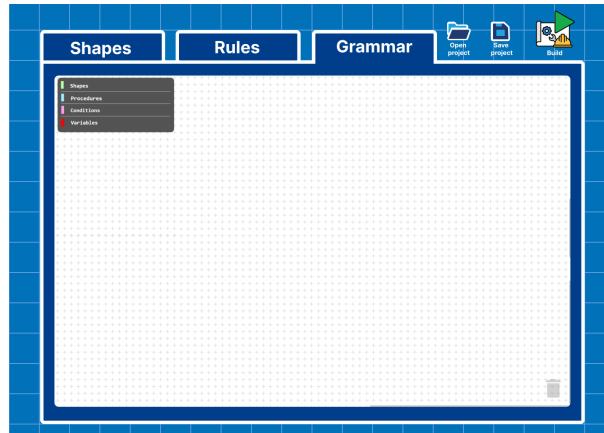 Shapes
Rules
Grammar
Open
project
Save
project
Build
Shapes
Procedures
Conditions
Variables